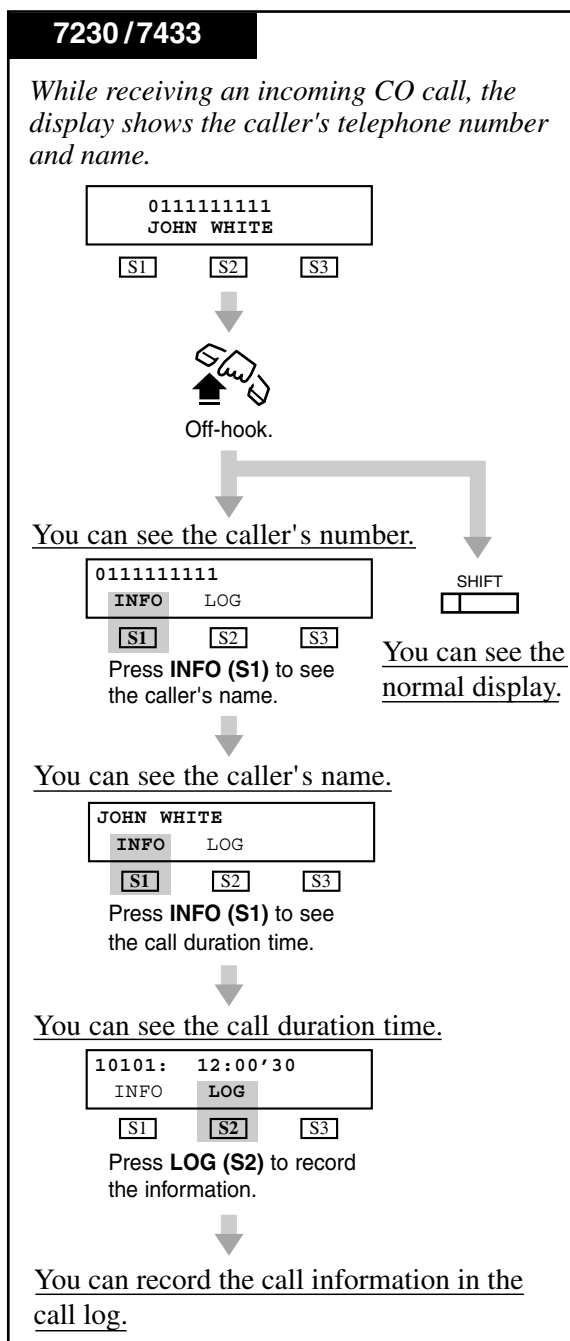 7230 / 7433
While receiving an incoming CO call, the
display shows the caller's telephone number
and name.
0111111111
JOHN WHITE
S1 S2 S3
Off-hook.
You can see the caller's number.
0111111111
INFO LOG
S1 S2 S3
Press INFO (S1) to see
the caller's name.
SHIFT
You can see the
normal display.
You can see the caller's name.
JOHN WHITE
INFO LOG
S1 S2 S3
Press INFO (S1) to see
the call duration time.
You can see the call duration time.
10101: 12:00'30
INFO LOG
S1 S2 S3
Press LOG (S2) to record
the information.
You can record the call information in the
call log.